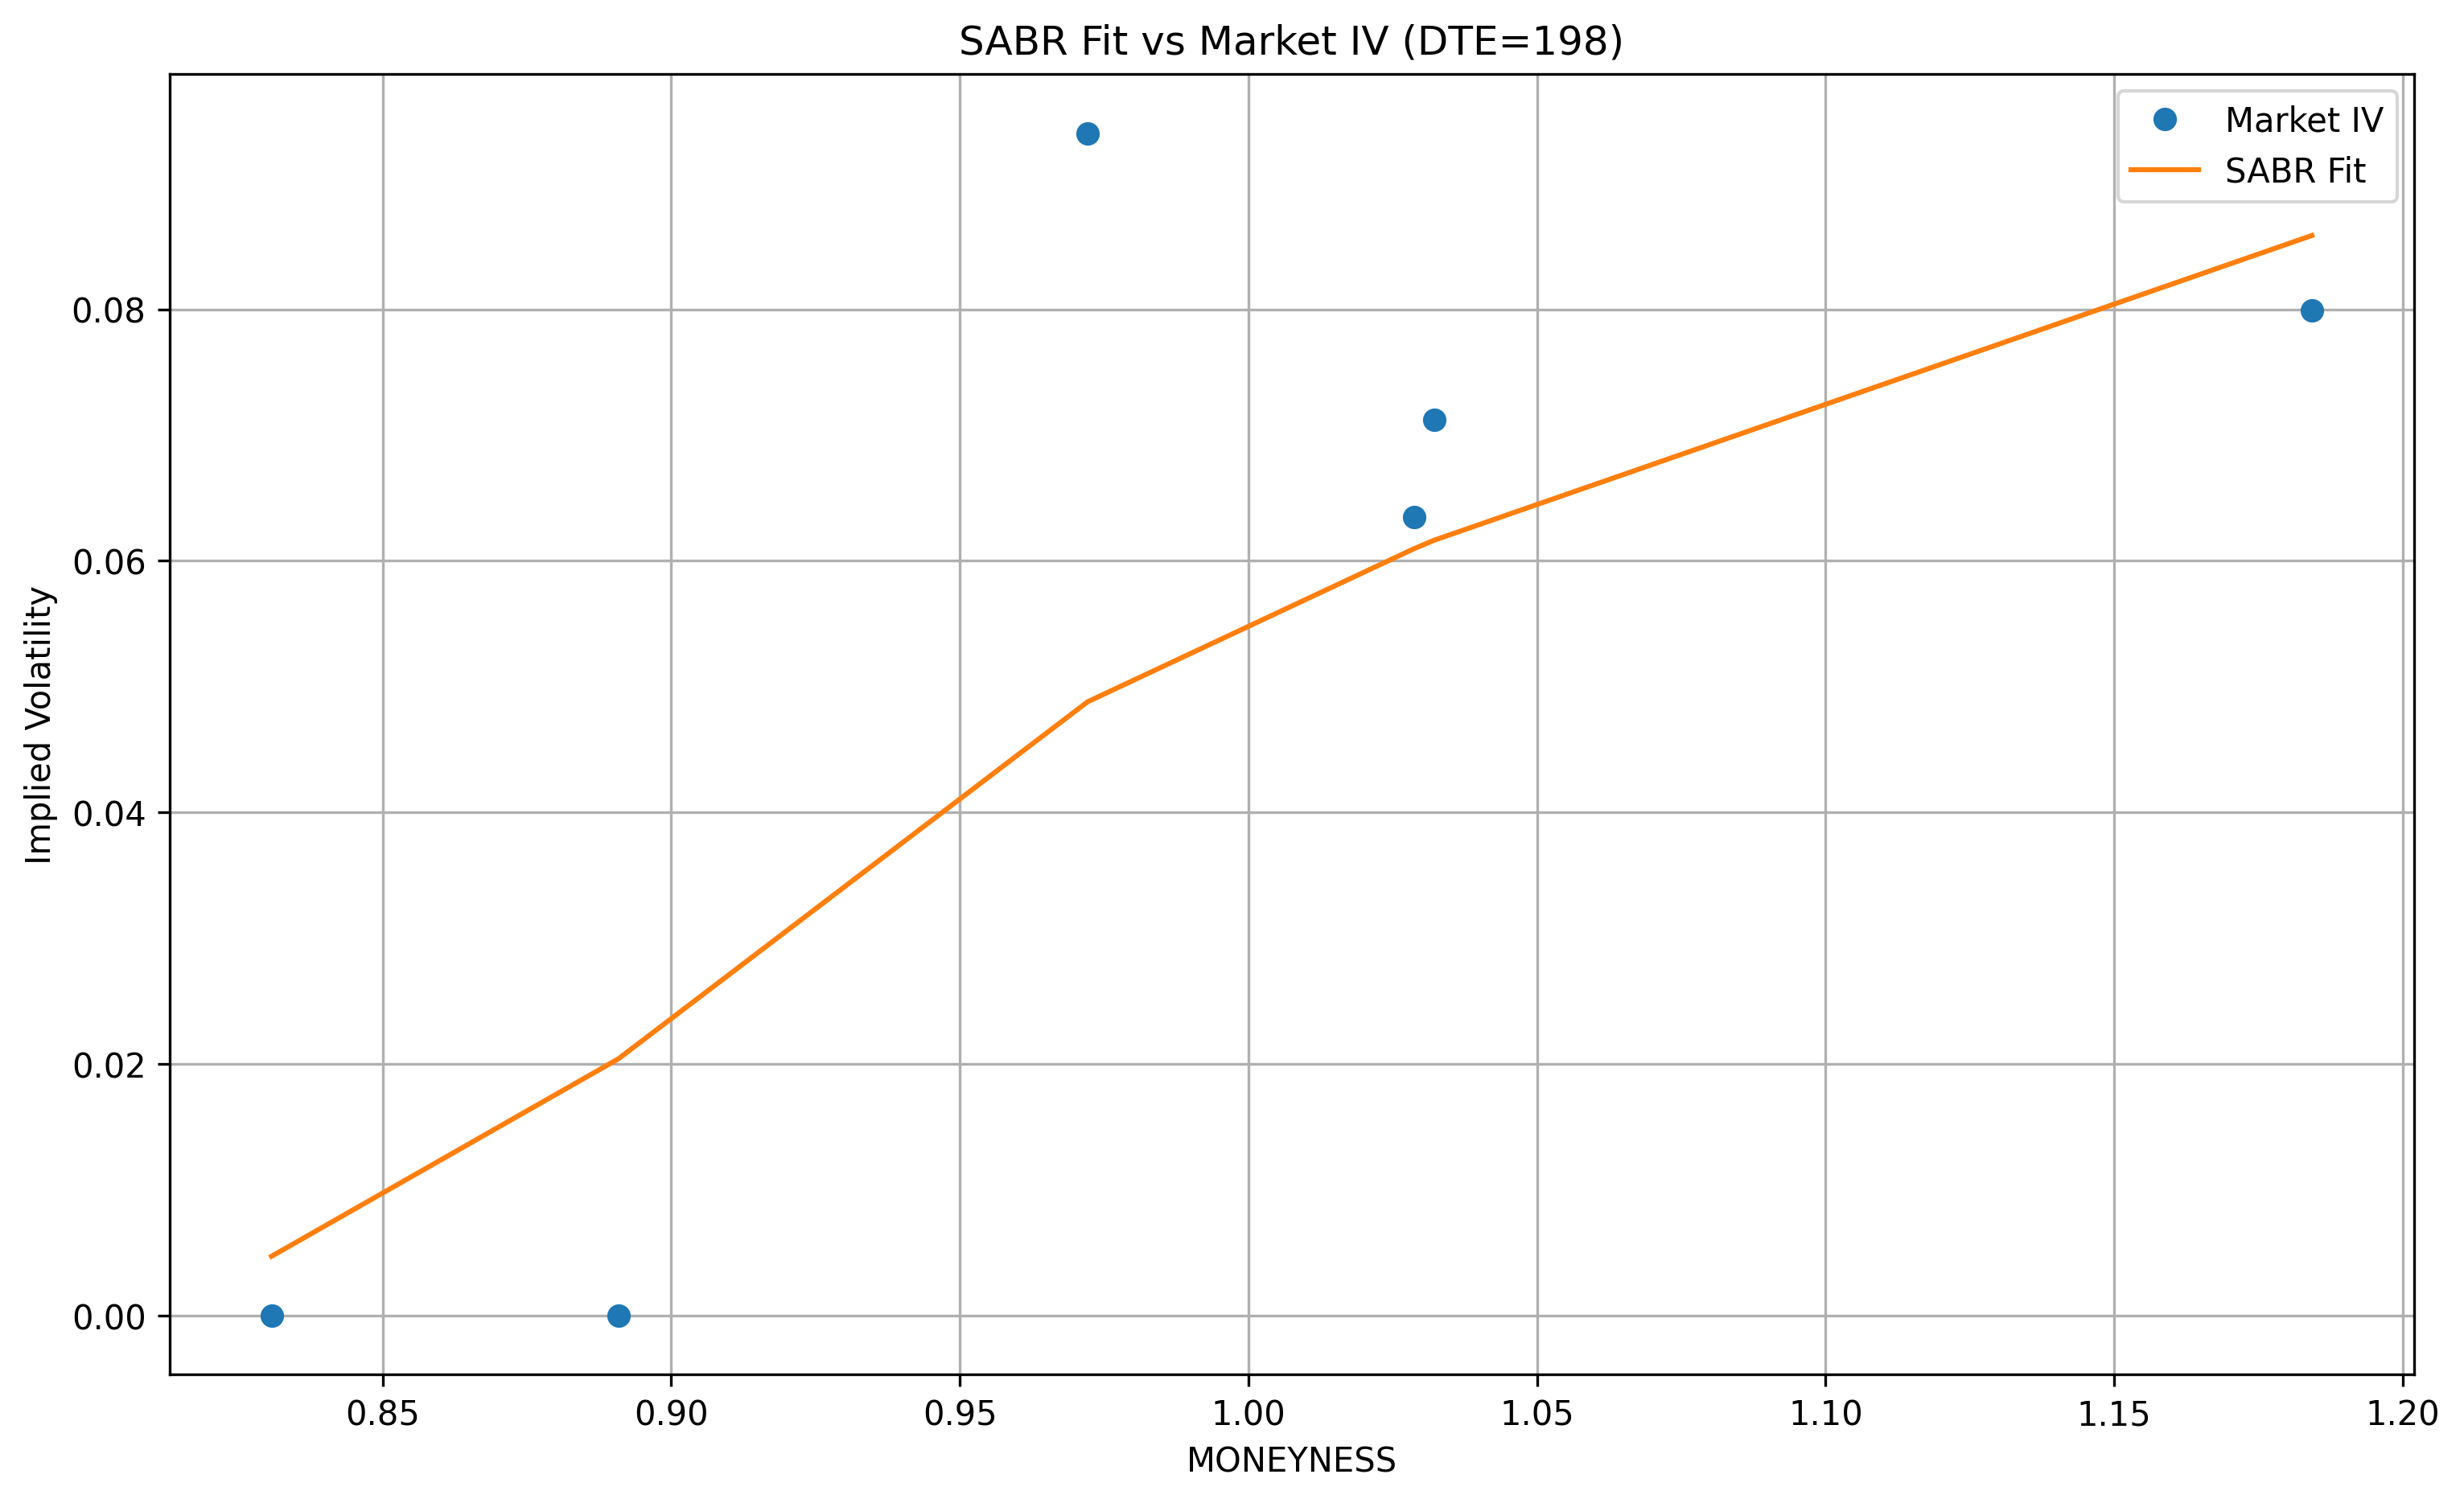 SABR Fit vs Market IV (DTE=198)
Market IV
SABR Fit
Implied Volatility
0.08
0.06
0.04
0.02
0.00
0.85 0.90 0.95 1.00 1.05 1.10 1.15 1.20
MONEYNESS